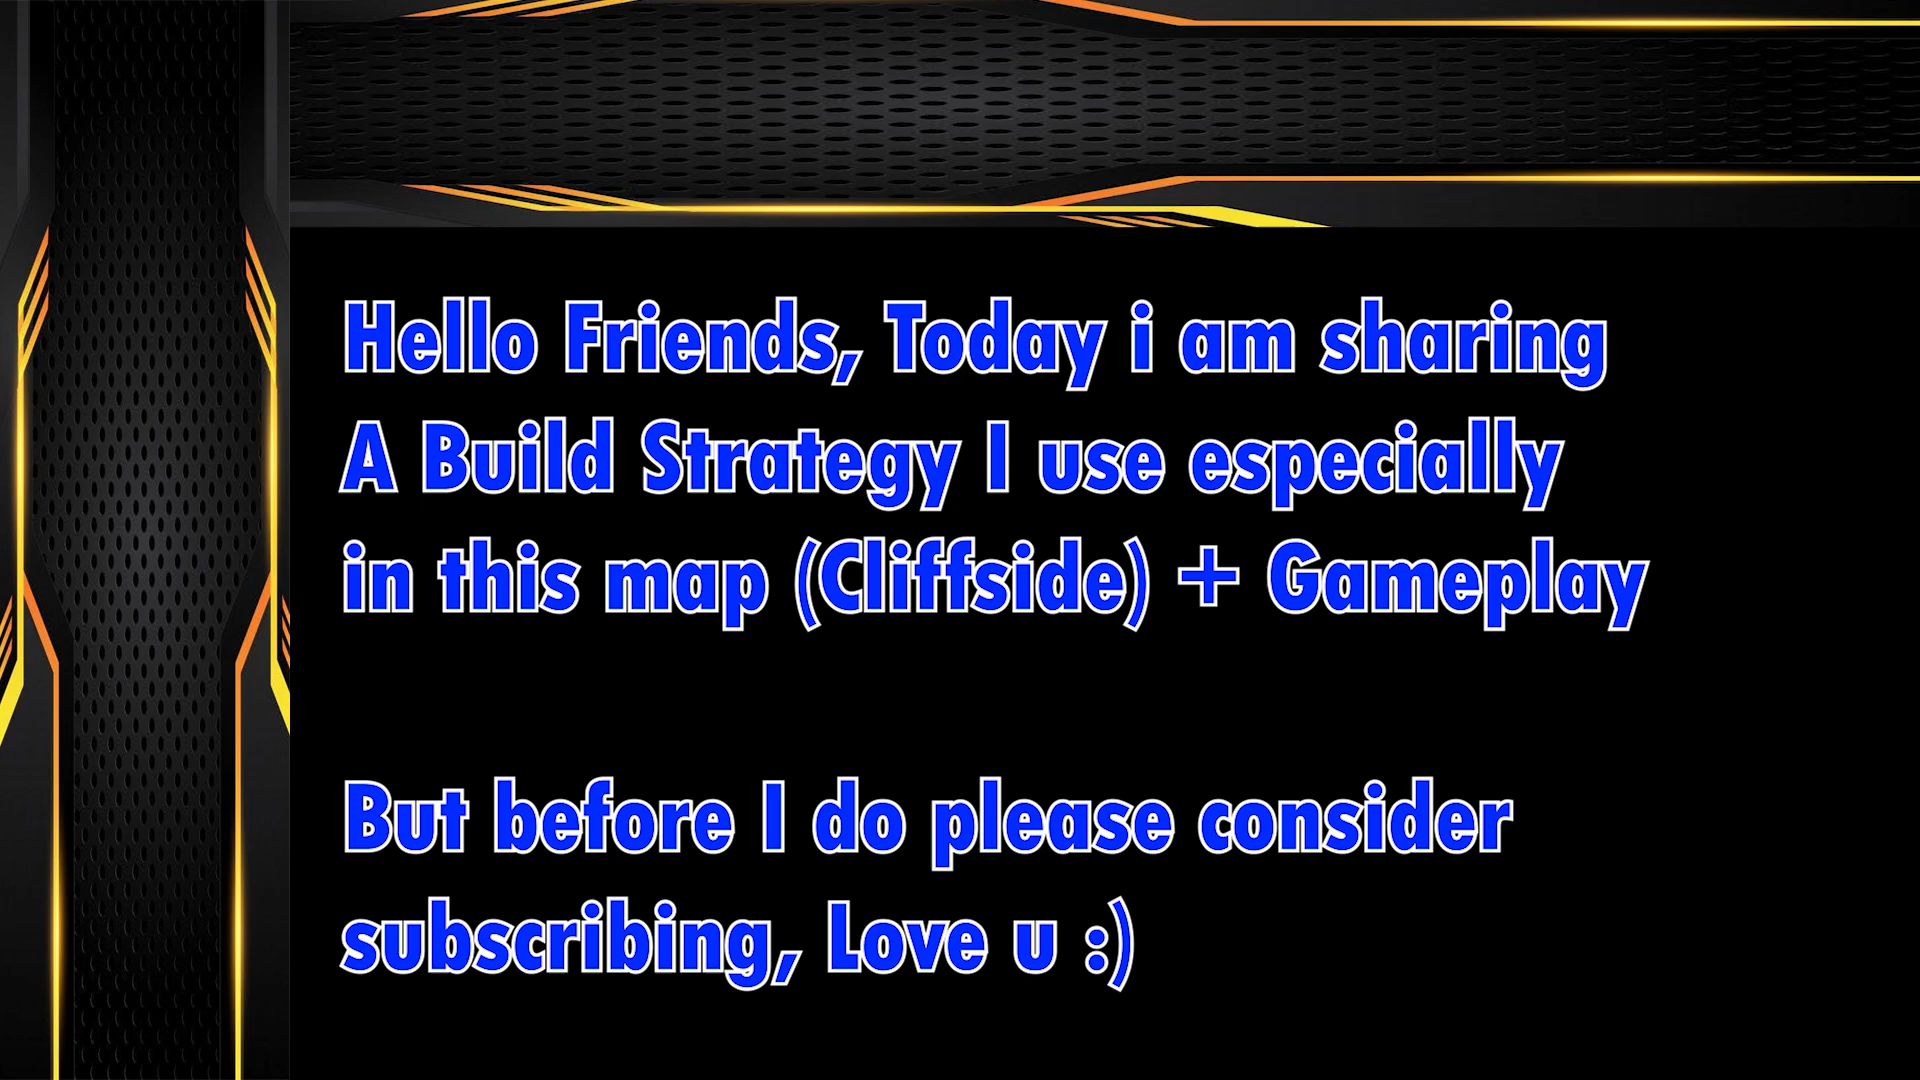 Hello Friends, Today i am sharing
A Build Strategy I use especially
in this map (Cliffside) + Gameplay
But before I do please consider
subscribing, Love u :)